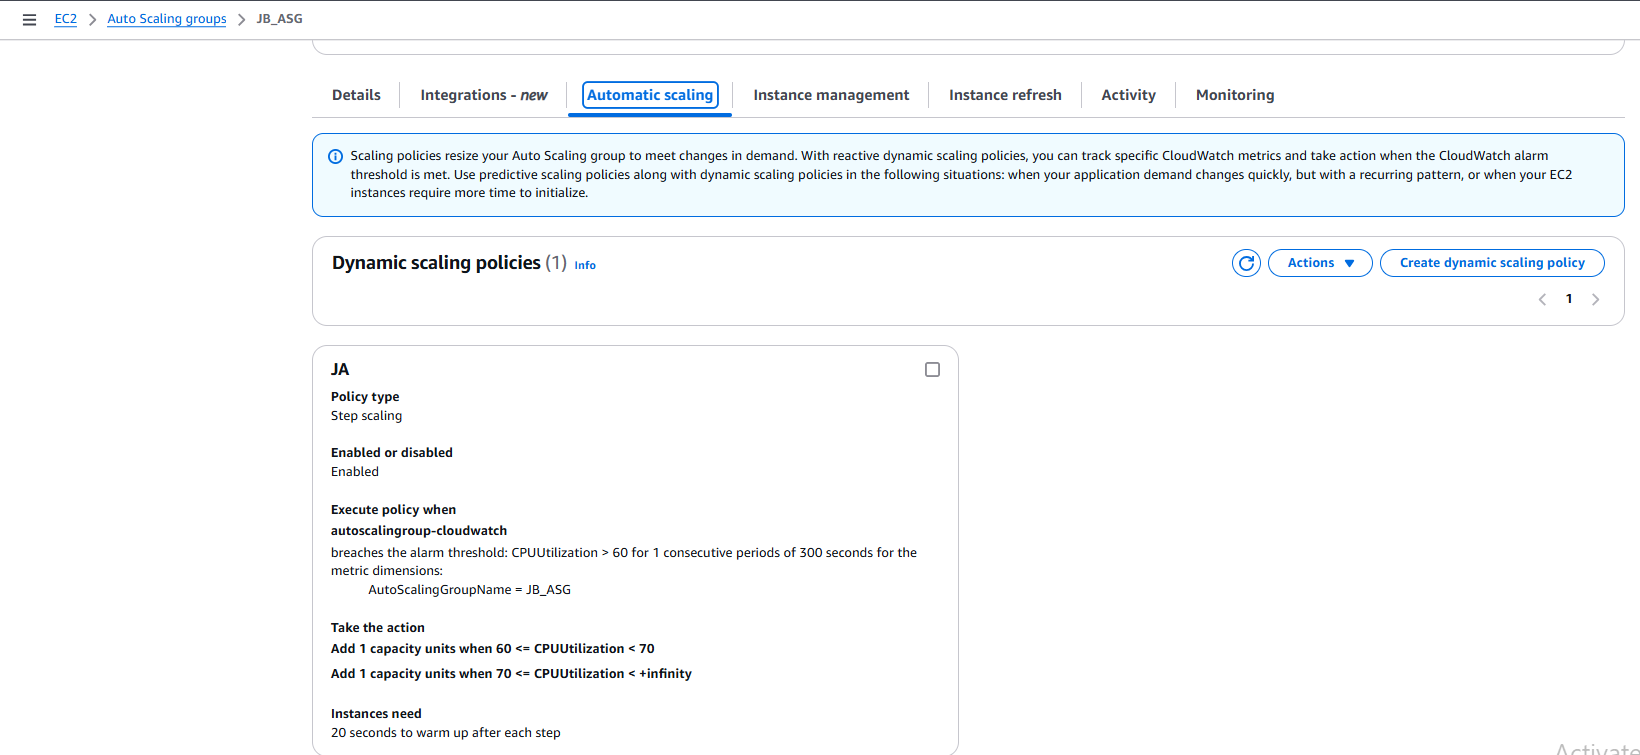 EC2 > Auto Scaling groups > JB_ASG
Details
Integrations - new
Automatic scaling
Instance management
Instance refresh
Activity
Monitoring
Scaling policies resize your Auto Scaling group to meet changes in demand. With reactive dynamic scaling policies, you can track specific CloudWatch metrics and take action when the CloudWatch alarm
threshold is met. Use predictive scaling policies along with dynamic scaling policies in the following situations: when your application demand changes quickly, but with a recurring pattern, or when your EC2
instances require more time to initialize.
Dynamic scaling policies (1) Info
Actions
Create dynamic scaling policy
1
JA
Policy type
Step scaling
Enabled or disabled
Enabled
Execute policy when
autoscalingroup-cloudwatch
breaches the alarm threshold: CPUUtilization > 60 for 1 consecutive periods of 300 seconds for the
metric dimensions:
AutoScalingGroupName = JB_ASG
Take the action
Add 1 capacity units when 60 <= CPUUtilization < 70
Add 1 capacity units when 70 <= CPUUtilization < +infinity
Instances need
20 seconds to warm up after each step
Activate